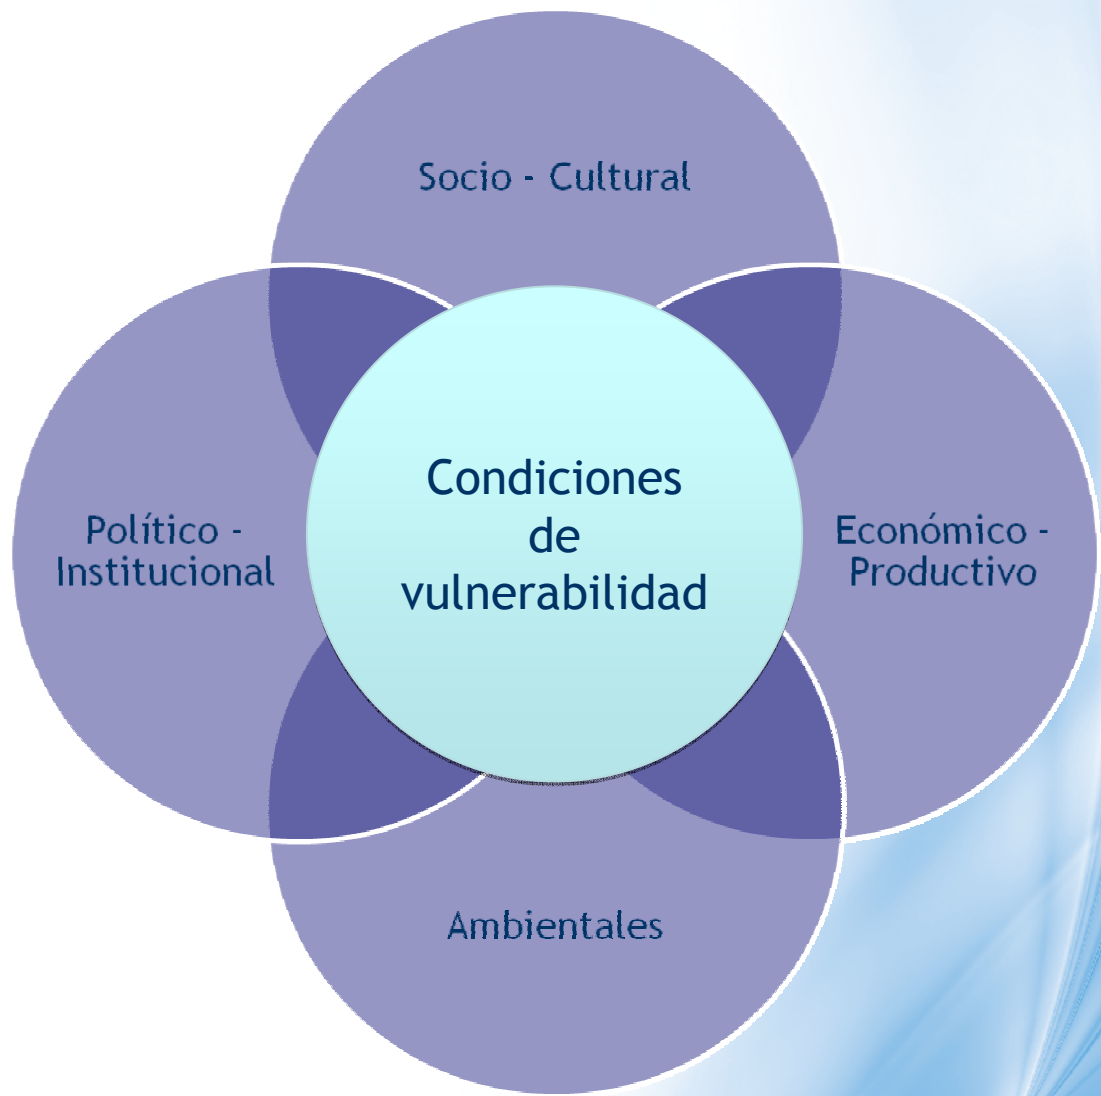 Socio - Cultural
Condiciones
de
vulnerabilidad
Político -
Institucional
Económico -
Productivo
Ambientales